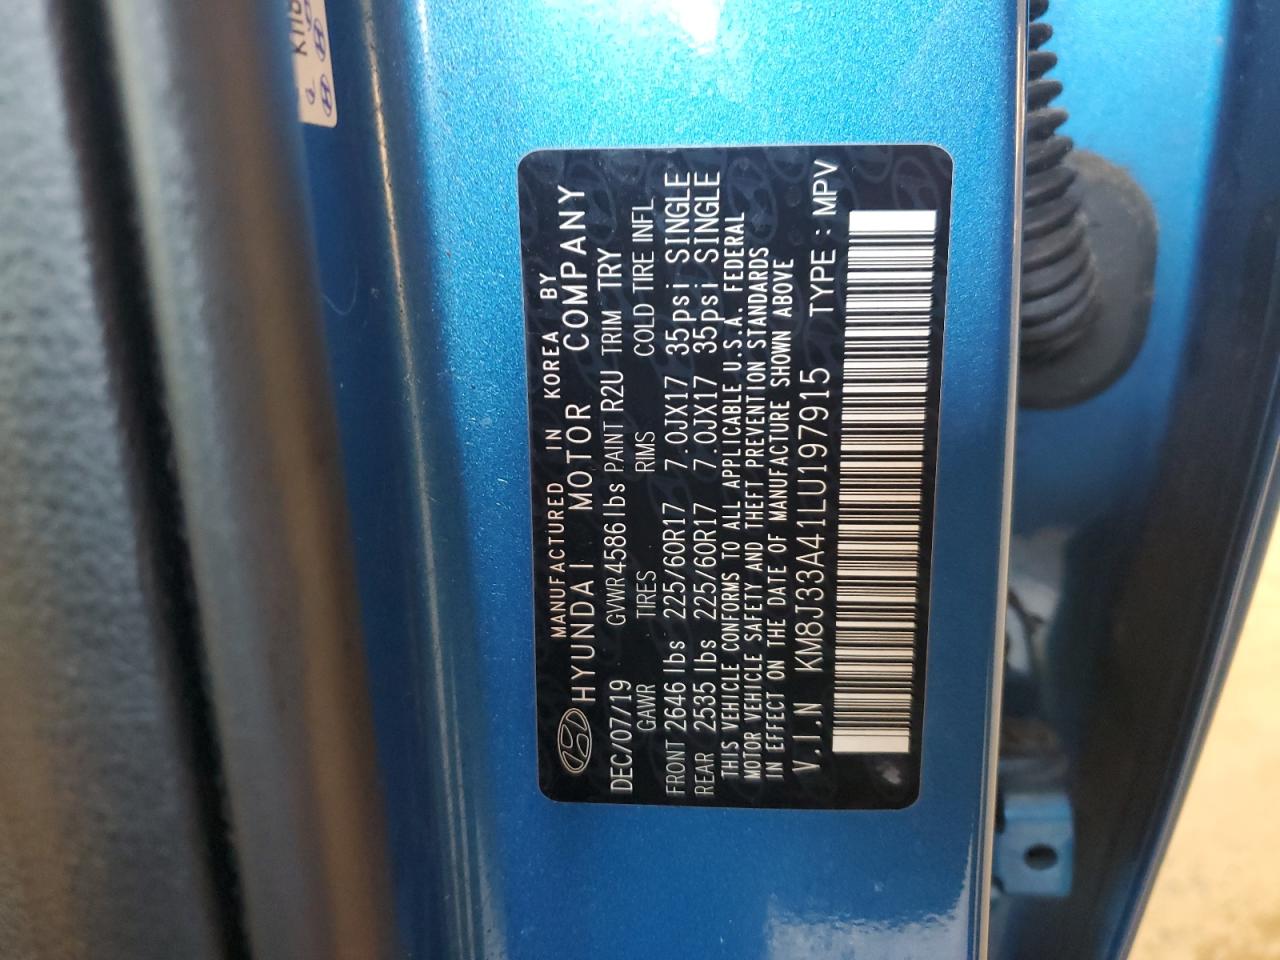 MANUFACTURED IN KOREA BY
HYUNDAI MOTOR COMPANY
DEC/07/19 GVWR4586 lbs PAINT R2U TRIM TRY
GAWR TIRES RIMS COLD TIRE INFL
FRONT 2646 lbs 225/60R17 7.0JX17 35psi SINGLE
REAR 2535 lbs 225/60R17 7.0JX17 35psi SINGLE
THIS VEHICLE CONFORMS TO ALL APPLICABLE U.S.A. FEDERAL
MOTOR VEHICLE SAFETY AND THEFT PREVENTION STANDARDS
IN EFFECT ON THE DATE OF MANUFACTURE SHOWN ABOVE
V.I.N KM8J33A41LU197915 TYPE : MPV